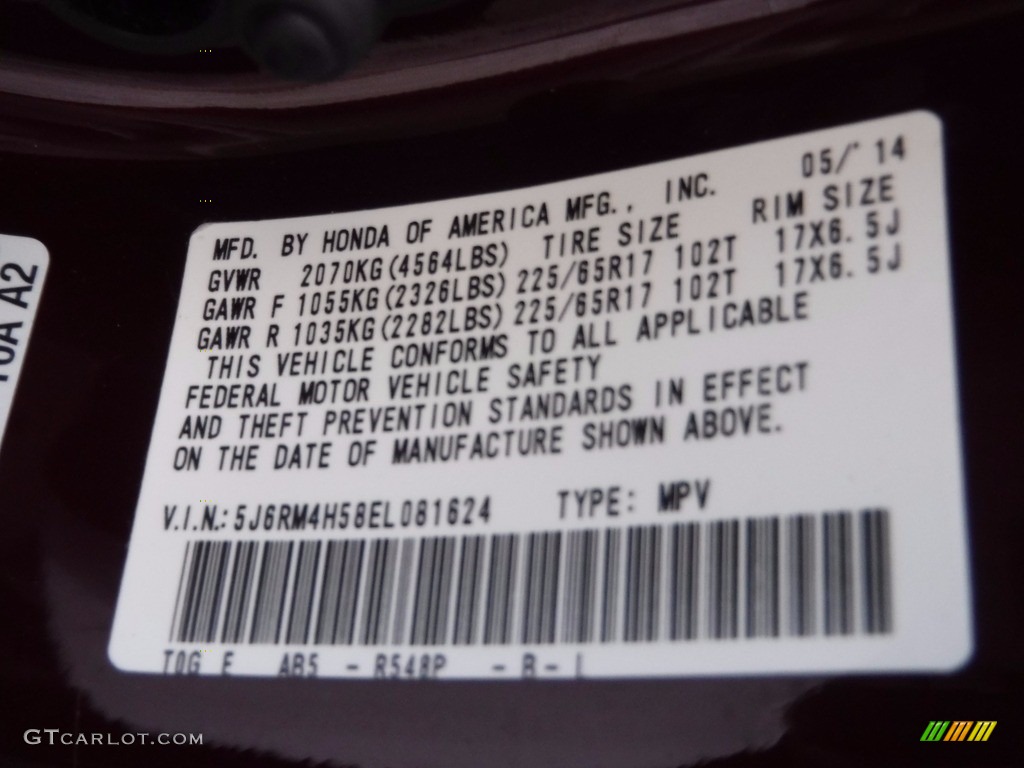 MFD. BY HONDA OF AMERICA MFG., INC. 05/'14
GVWR 2070KG(4564LBS) TIRE SIZE RIM SIZE
GAWR F 1055KG(2326LBS) 225/65R17 102T 17X6.5J
GAWR R 1035KG(2282LBS) 225/65R17 102T 17X6.5J
THIS VEHICLE CONFORMS TO ALL APPLICABLE
FEDERAL MOTOR VEHICLE SAFETY
AND THEFT PREVENTION STANDARDS IN EFFECT
ON THE DATE OF MANUFACTURE SHOWN ABOVE.
V.I.N.: 5J6RM4H58EL081624 TYPE: MPV
T0G E AB5 - R548P - B - L
A2
GTCARLOT.COM